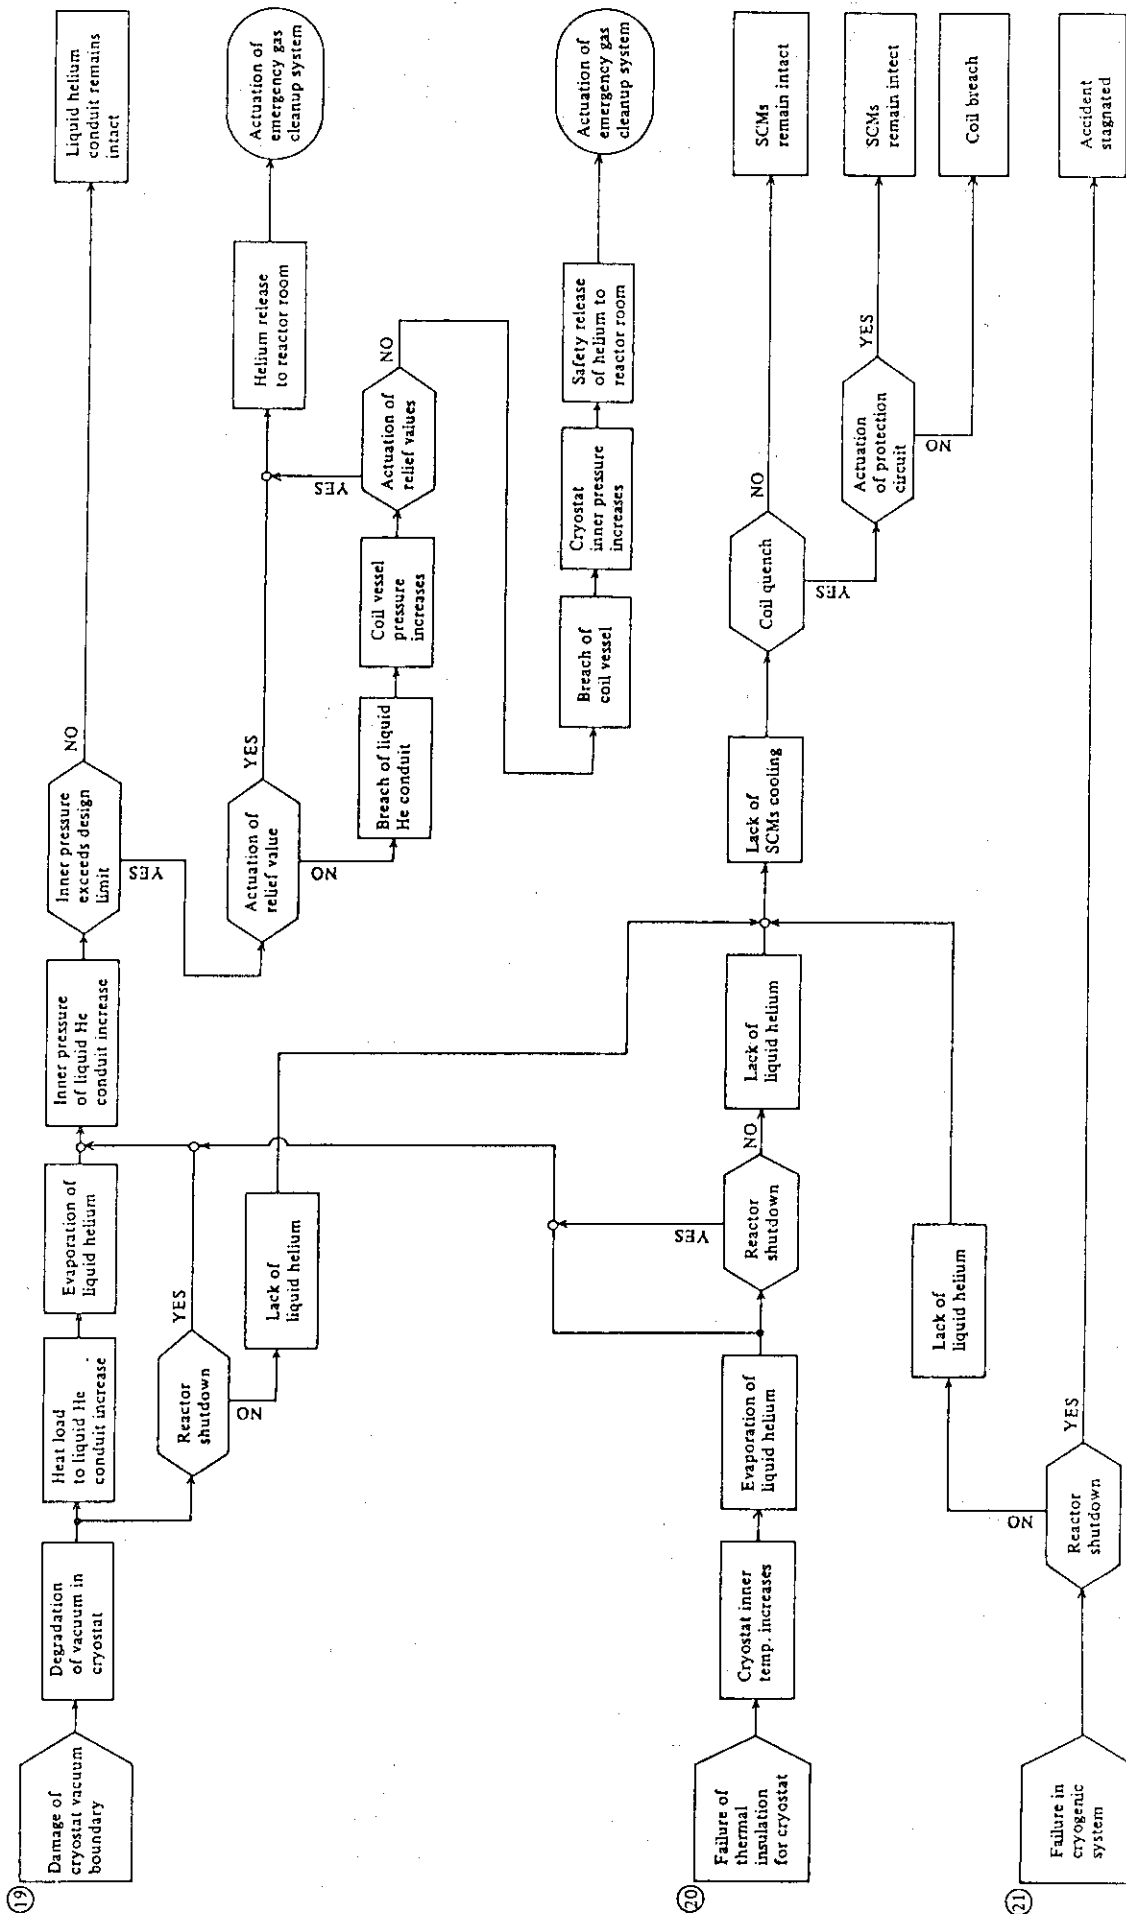 19
Damage of
cryostat vacuum
boundary
Degradation
of vacuum in
cryostat
Heat load
to liquid He
conduit increase
Evaporation of
liquid helium
Inner pressure
of liquid He
conduit increase
Inner pressure
exceeds design
limit
NO
Liquid helium
conduit remains
intact
YES
Reactor
shutdown
YES
NO
Lack of
liquid helium
Actuation of
relief value
YES
Helium release
to reactor room
Actuation of
emergency gas
cleanup system
NO
Breach of liquid
He conduit
Coil vessel
pressure
increases
Actuation of
relief values
YES
NO
Breach of
coil vessel
Cryostat
inner pressure
increases
Safety release
of helium to
reactor room
Actuation of
emergency gas
cleanup system
20
Failure of
thermal
insulation
for cryostat
Cryostat inner
temp. increases
Evaporation of
liquid helium
Reactor
shutdown
YES
NO
Lack of
liquid helium
Lack of
SCMs cooling
Coil quench
NO
SCMs
remain intact
YES
Actuation
of protection
circuit
YES
SCMs
remain intect
NO
Coil breach
21
Failure in
cryogenic
system
Reactor
shutdown
NO
Lack of
liquid helium
YES
Accident
stagnated